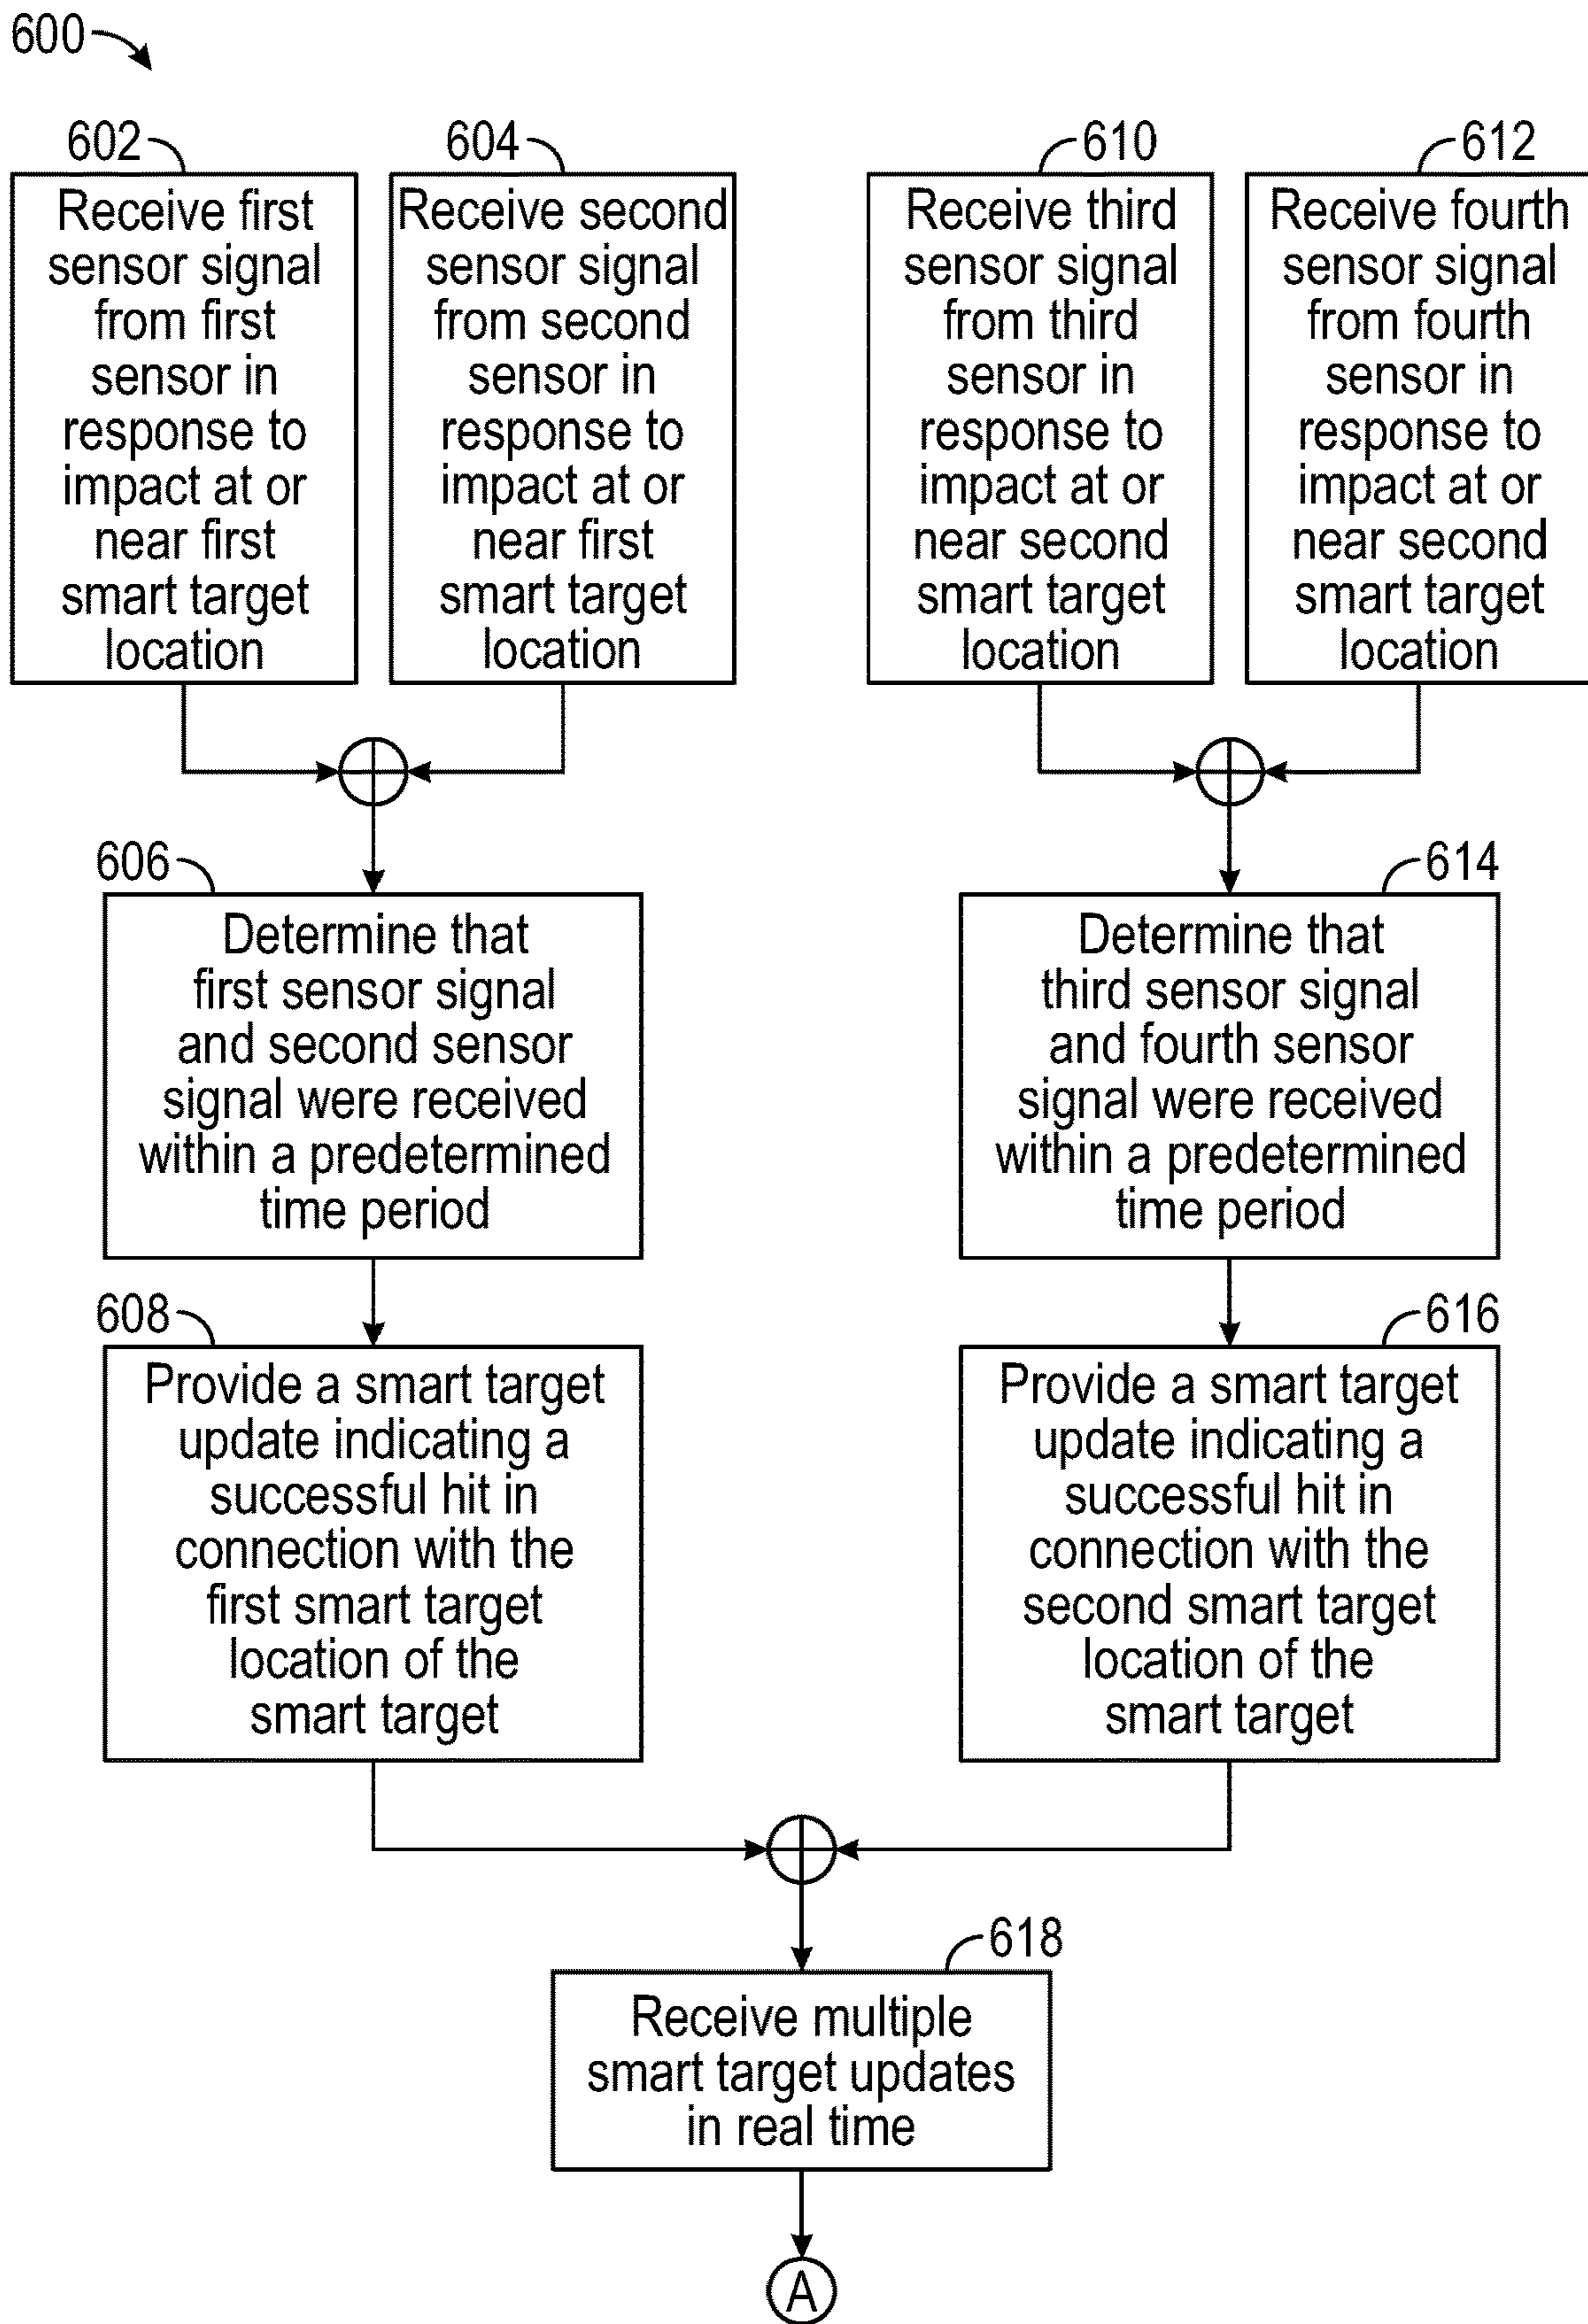 600
602
Receive first
sensor signal
from first
sensor in
response to
impact at or
near first
smart target
location
604
Receive second
sensor signal
from second
sensor in
response to
impact at or
near first
smart target
location
610
Receive third
sensor signal
from third
sensor in
response to
impact at or
near second
smart target
location
612
Receive fourth
sensor signal
from fourth
sensor in
response to
impact at or
near second
smart target
location
606
Determine that
first sensor signal
and second sensor
signal were received
within a predetermined
time period
614
Determine that
third sensor signal
and fourth sensor
signal were received
within a predetermined
time period
608
Provide a smart target
update indicating a
successful hit in
connection with the
first smart target
location of the
smart target
616
Provide a smart target
update indicating a
successful hit in
connection with the
second smart target
location of the
smart target
618
Receive multiple
smart target updates
in real time
A